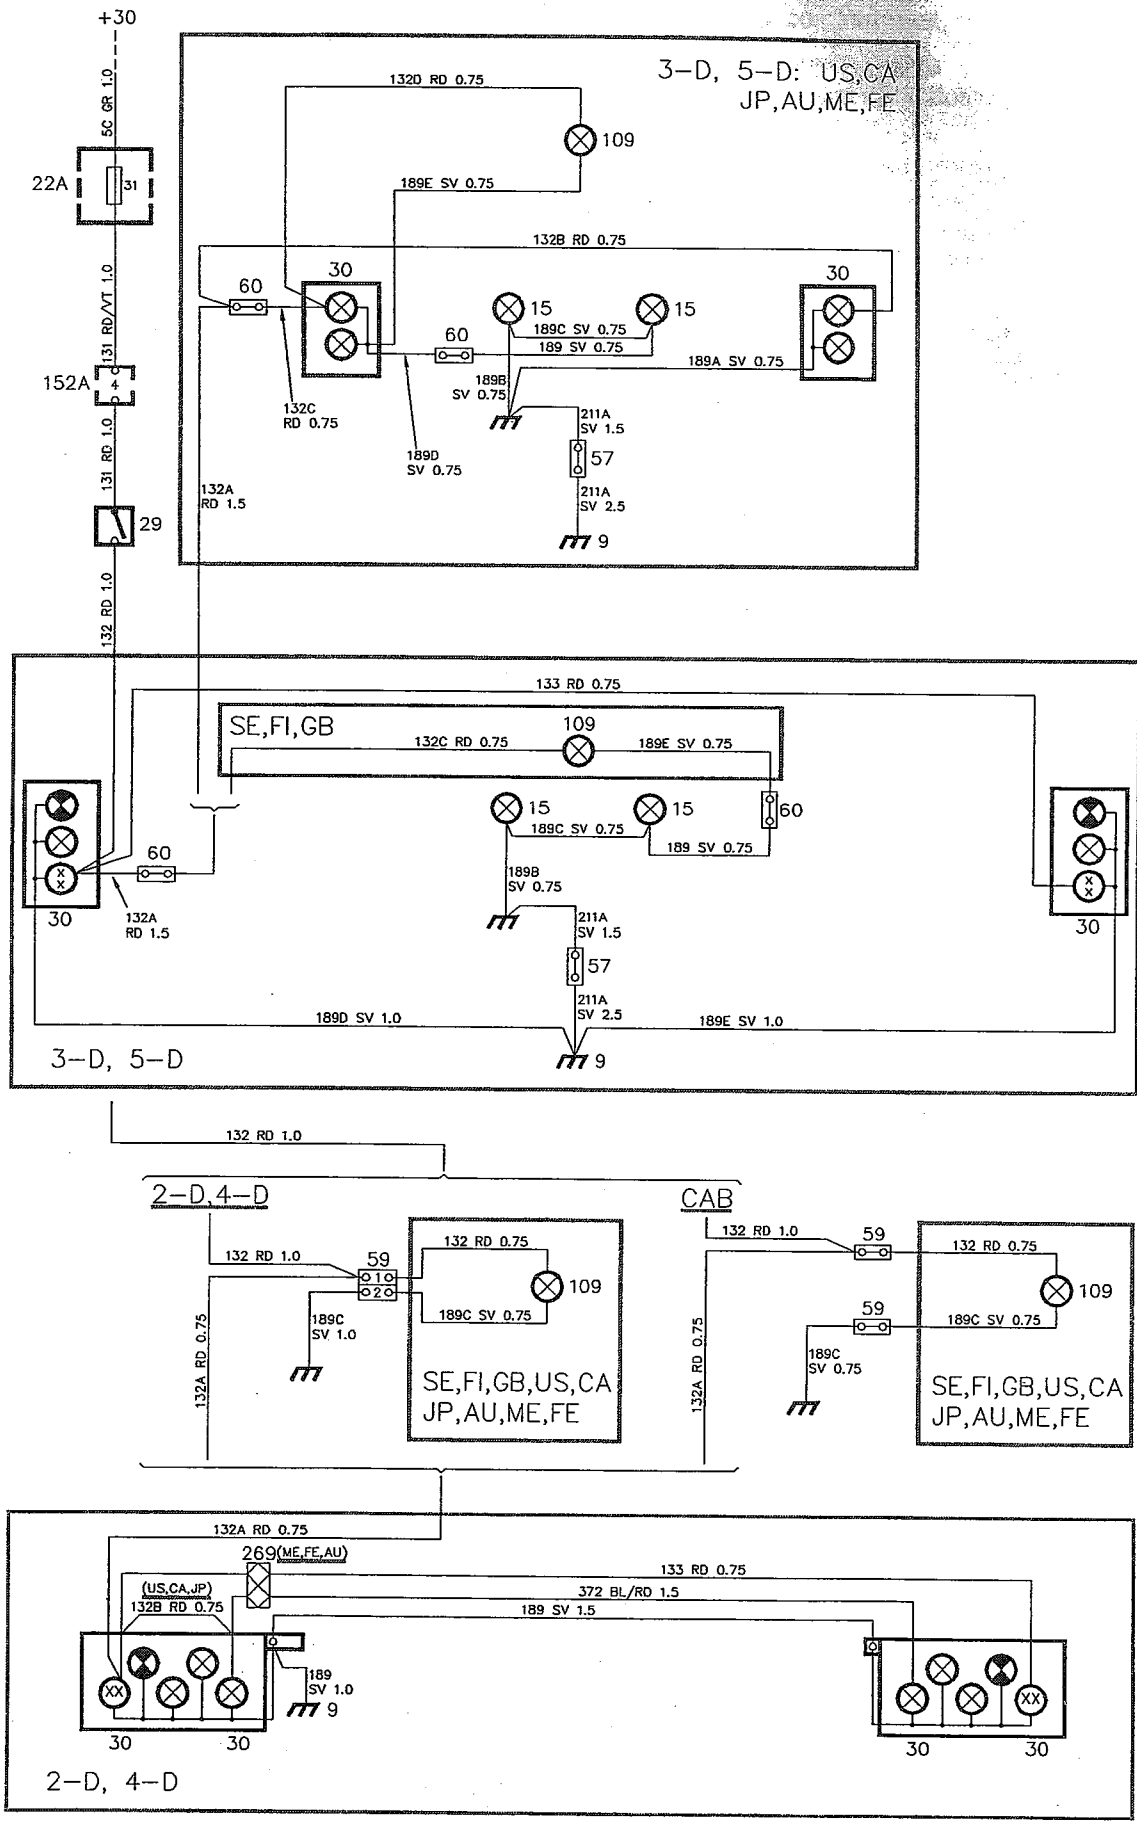 +30
5C GR 1.0
22A
31
131 RD/VT 1.0
152A
4
131 RD 1.0
29
132 RD 1.0
3-D, 5-D: US,CA
JP,AU,ME,FE
132D RD 0.75
109
189E SV 0.75
132B RD 0.75
60
30
15
15
30
189C SV 0.75
60
189 SV 0.75
189A SV 0.75
189B
SV 0.75
132C
RD 0.75
211A
SV 1.5
189D
SV 0.75
57
132A
RD 1.5
211A
SV 2.5
9
133 RD 0.75
SE,FI,GB
109
132C RD 0.75
189E SV 0.75
15
15
60
189C SV 0.75
189 SV 0.75
60
X
X
X
X
189B
SV 0.75
30
132A
RD 1.5
211A
SV 1.5
30
57
211A
SV 2.5
189D SV 1.0
189E SV 1.0
9
3-D, 5-D
132 RD 1.0
2-D,4-D
132 RD 1.0
59
1
2
132 RD 0.75
109
189C SV 0.75
189C
SV 1.0
132A RD 0.75
SE,FI,GB,US,CA
JP,AU,ME,FE
CAB
132 RD 1.0
59
132 RD 0.75
109
59
189C SV 0.75
189C
SV 0.75
132A RD 0.75
SE,FI,GB,US,CA
JP,AU,ME,FE
132A RD 0.75
269(ME,FE,AU)
133 RD 0.75
(US,CA,JP)
372 BL/RD 1.5
132B RD 0.75
189 SV 1.5
189
SV 1.0
XX
XX
9
30
30
30
30
2-D, 4-D